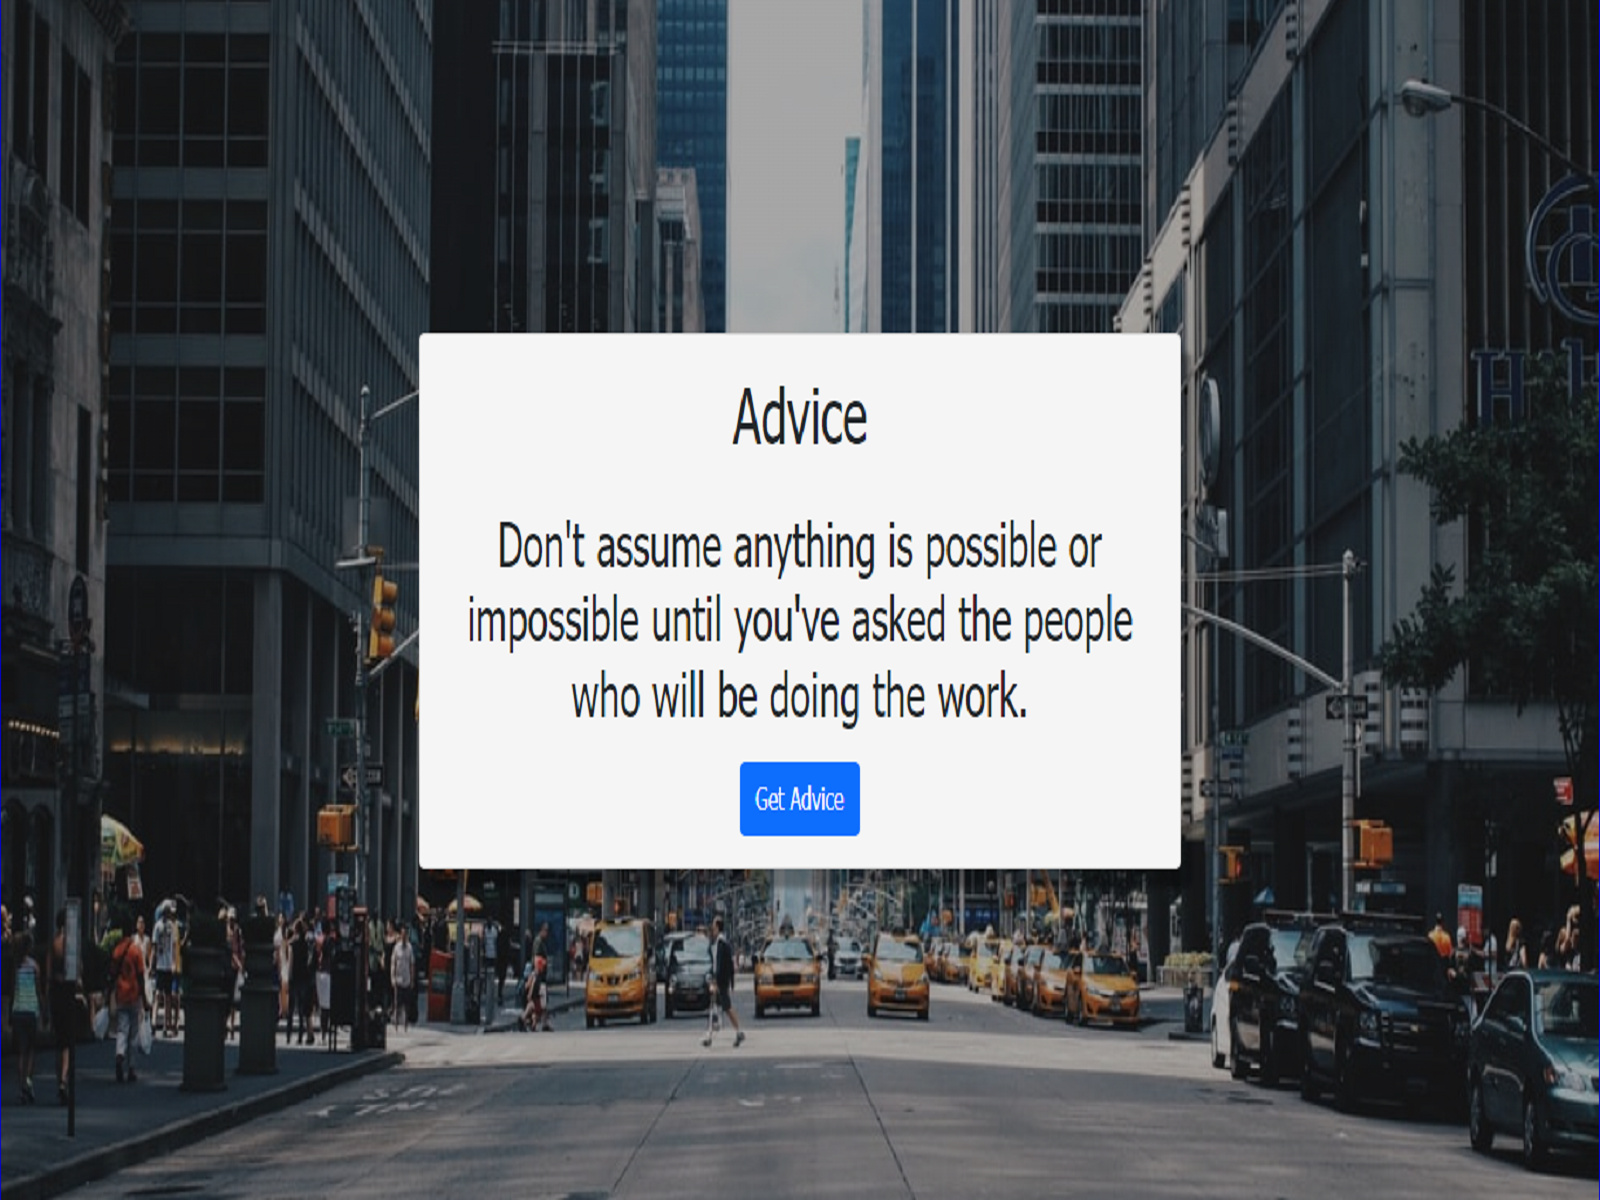 Advice
Don't assume anything is possible or
impossible until you've asked the people
who will be doing the work.
Get Advice